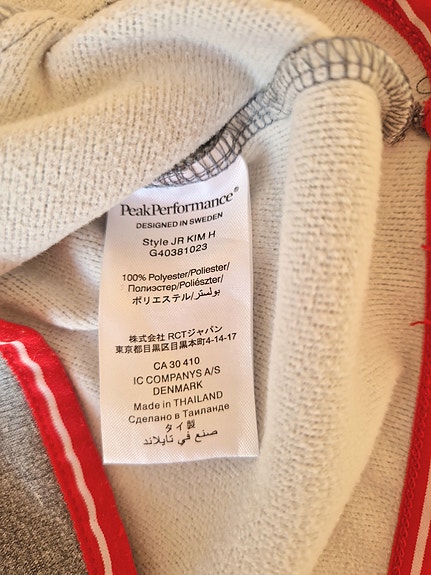 PeakPerformance®
DESIGNED IN SWEDEN
Style JR KIM H
G40381023
100% Polyester/Poliester/
Полиэстер/Poliészter/
ポリエステル/بوليستر
株式会社 RCTジャパン
東京都目黒区目黒本町4-14-17
CA 30 410
IC COMPANYS A/S
DENMARK
Made in THAILAND
Сделано в Таиланде
タイ製
صنع في تايلاند